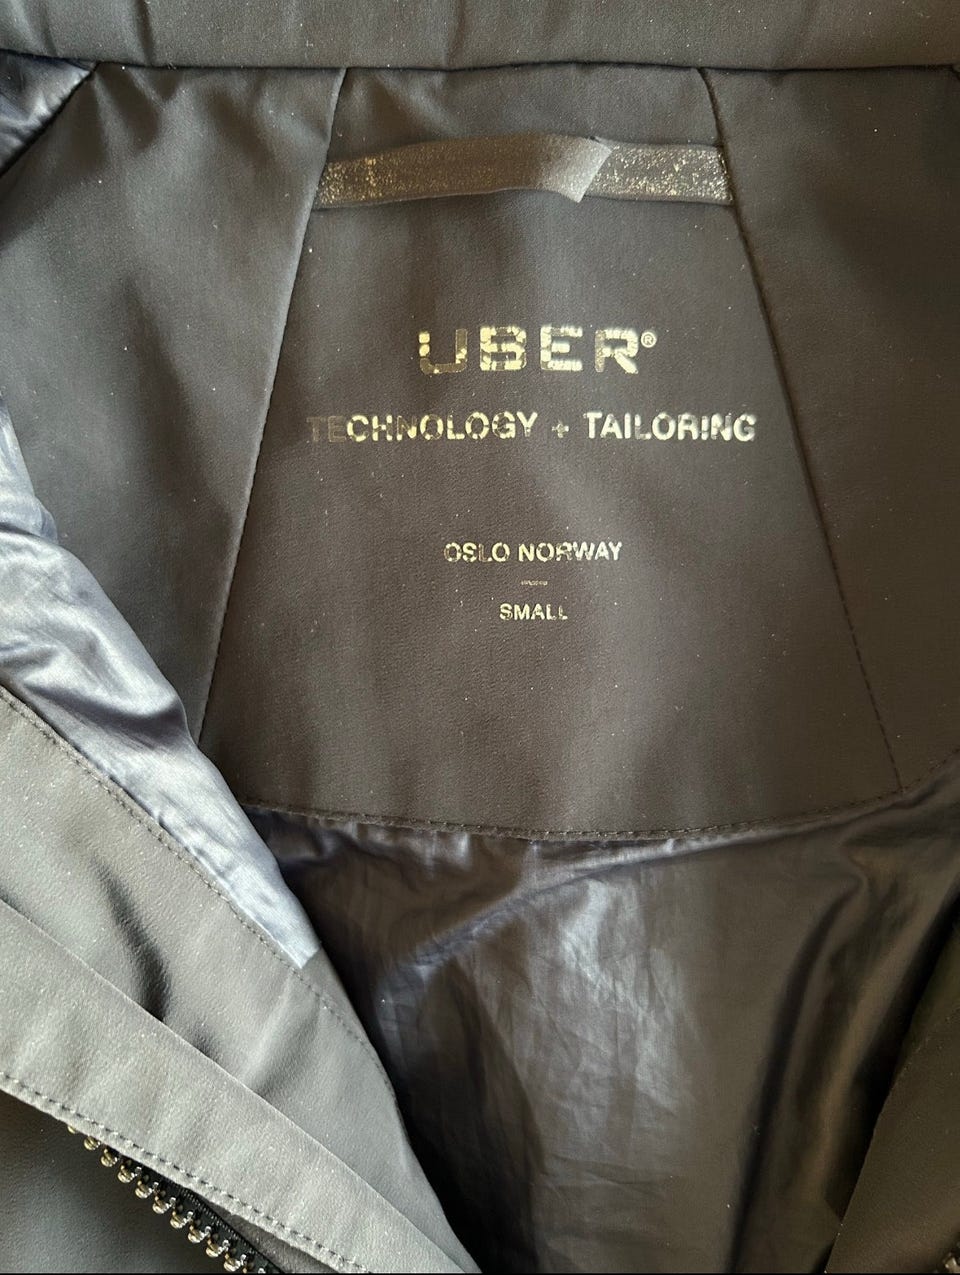 UBER®
TECHNOLOGY + TAILORING
OSLO NORWAY
SMALL